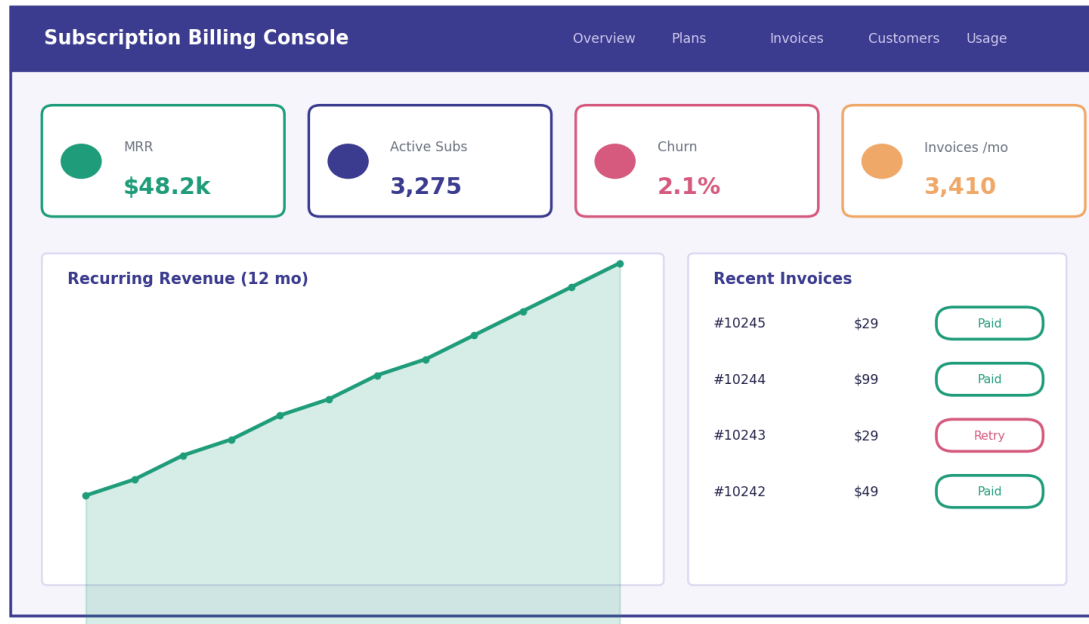 Subscription Billing Console
Overview Plans Invoices Customers Usage
MRR
$48.2k
Active Subs
3,275
Churn
2.1%
Invoices /mo
3,410
Recurring Revenue (12 mo)
Recent Invoices
#10245 $29 Paid
#10244 $99 Paid
#10243 $29 Retry
#10242 $49 Paid